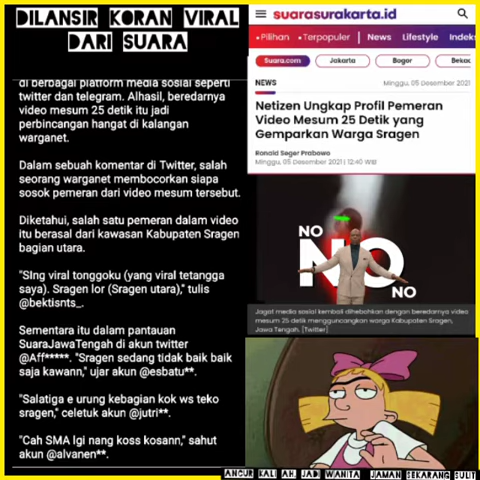 DILANSIR KORAN VIRAL
DARI SUARA
di berbagai platform media sosial seperti
twitter dan telegram. Alhasil, beredarnya
video mesum 25 detik itu jadi
perbincangan hangat di kalangan
warganet.
Dalam sebuah komentar di Twitter, salah
seorang warganet membocorkan siapa
sosok pemeran dari video mesum tersebut.
Diketahui, salah satu pemeran dalam video
itu berasal dari kawasan Kabupaten Sragen
bagian utara.
"SIng viral tonggoku (yang viral tetangga
saya). Sragen lor (Sragen utara)," tulis
@bektisnts_.
Sementara itu dalam pantauan
SuaraJawaTengah di akun twitter
@Aff*****. "Sragen sedang tidak baik baik
saja kawann," ujar akun @esbatu**.
"Salatiga e urung kebagian kok ws teko
sragen," celetuk akun @jutri**.
"Cah SMA lgi nang koss kosann," sahut
akun @alvanen**.
suarasurakarta.id
Pilihan Terpopuler News Lifestyle Indeks
Suara.com Jakarta Bogor Bekac
NEWS Minggu, 05 Desember 2021
Netizen Ungkap Profil Pemeran
Video Mesum 25 Detik yang
Gemparkan Warga Sragen
Ronald Seger Prabowo
Minggu, 05 Desember 2021 | 12:40 WIB
NO
NO
NO
Jagat media sosial kembali dihebohkan dengan beredarnya video
mesum 25 detik mengguncangkan warga Kabupaten Sragen,
Jawa Tengah. [Twitter]
ANCUR KALI AH, JADI WANITA JAMAN SEKARANG SULIT